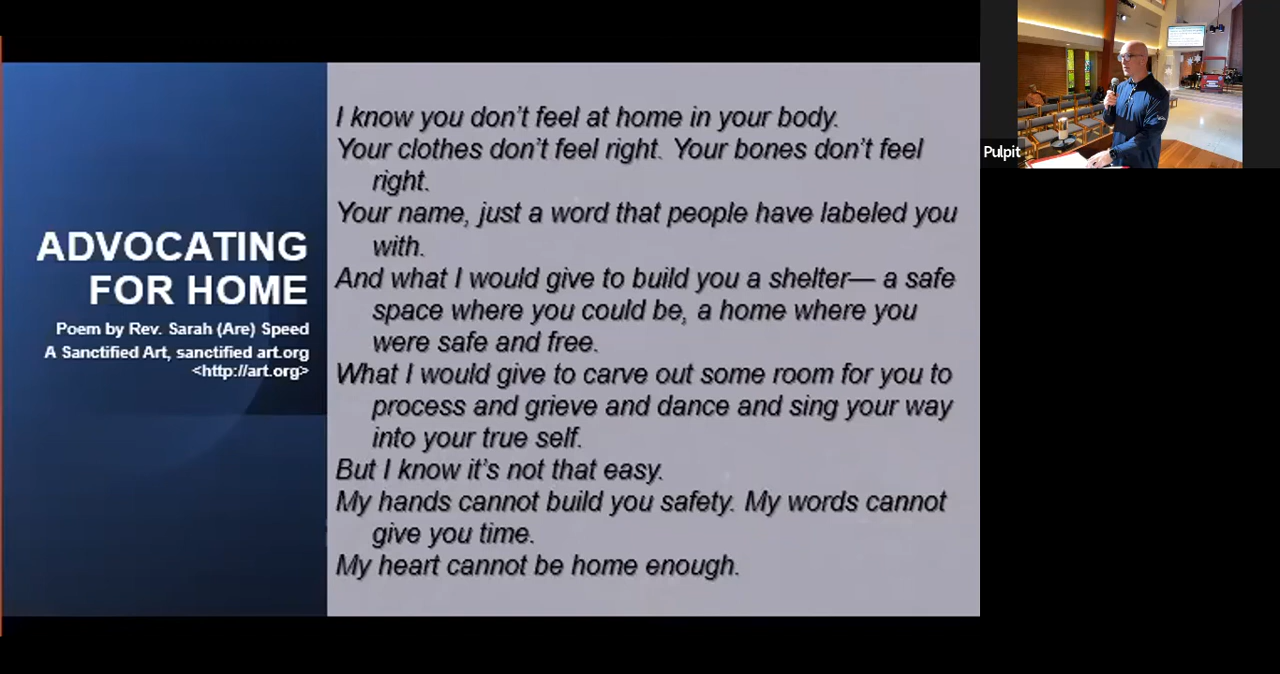 ADVOCATING
FOR HOME
Poem by Rev. Sarah (Are) Speed
A Sanctified Art, sanctified art.org
<http://art.org>
I know you don’t feel at home in your body.
Your clothes don’t feel right. Your bones don’t feel
right.
Your name, just a word that people have labeled you
with.
And what I would give to build you a shelter— a safe
space where you could be, a home where you
were safe and free.
What I would give to carve out some room for you to
process and grieve and dance and sing your way
into your true self.
But I know it’s not that easy.
My hands cannot build you safety. My words cannot
give you time.
My heart cannot be home enough.
Pulpit